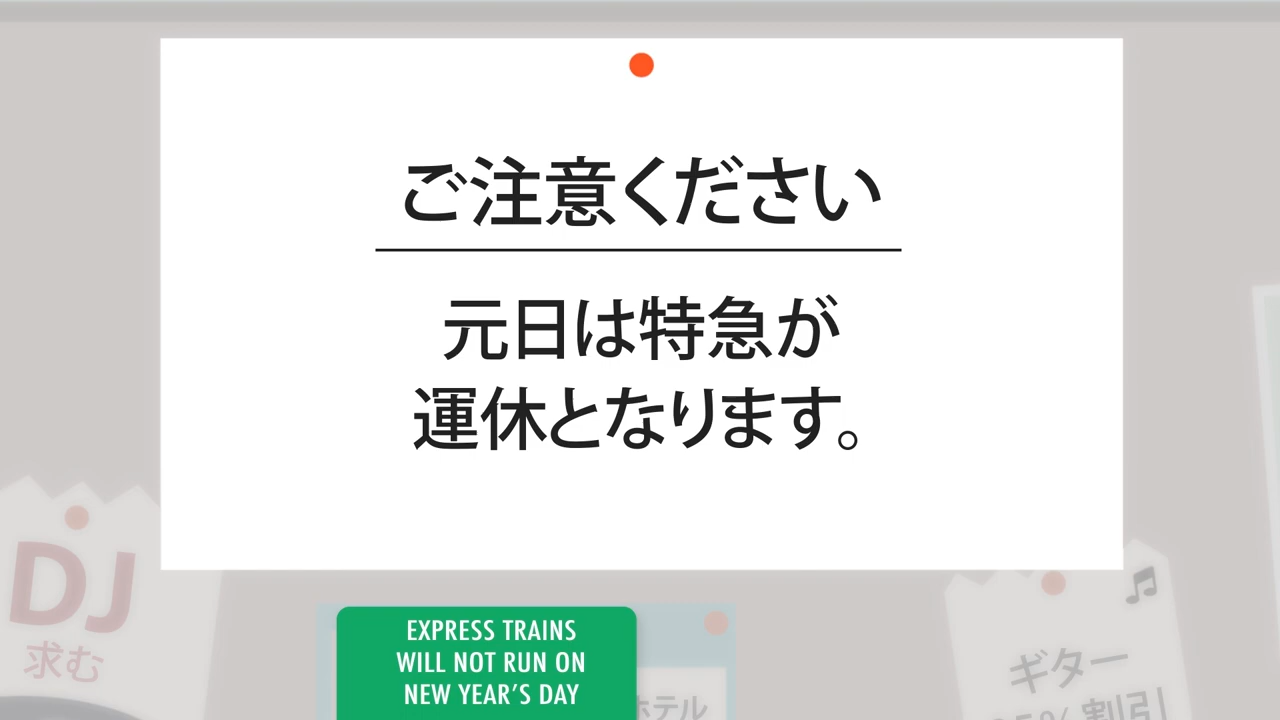 ご注意ください
元日は特急が
運休となります。
DJ
求む
EXPRESS TRAINS
WILL NOT RUN ON
NEW YEAR'S DAY
ホテル
ギター
割引